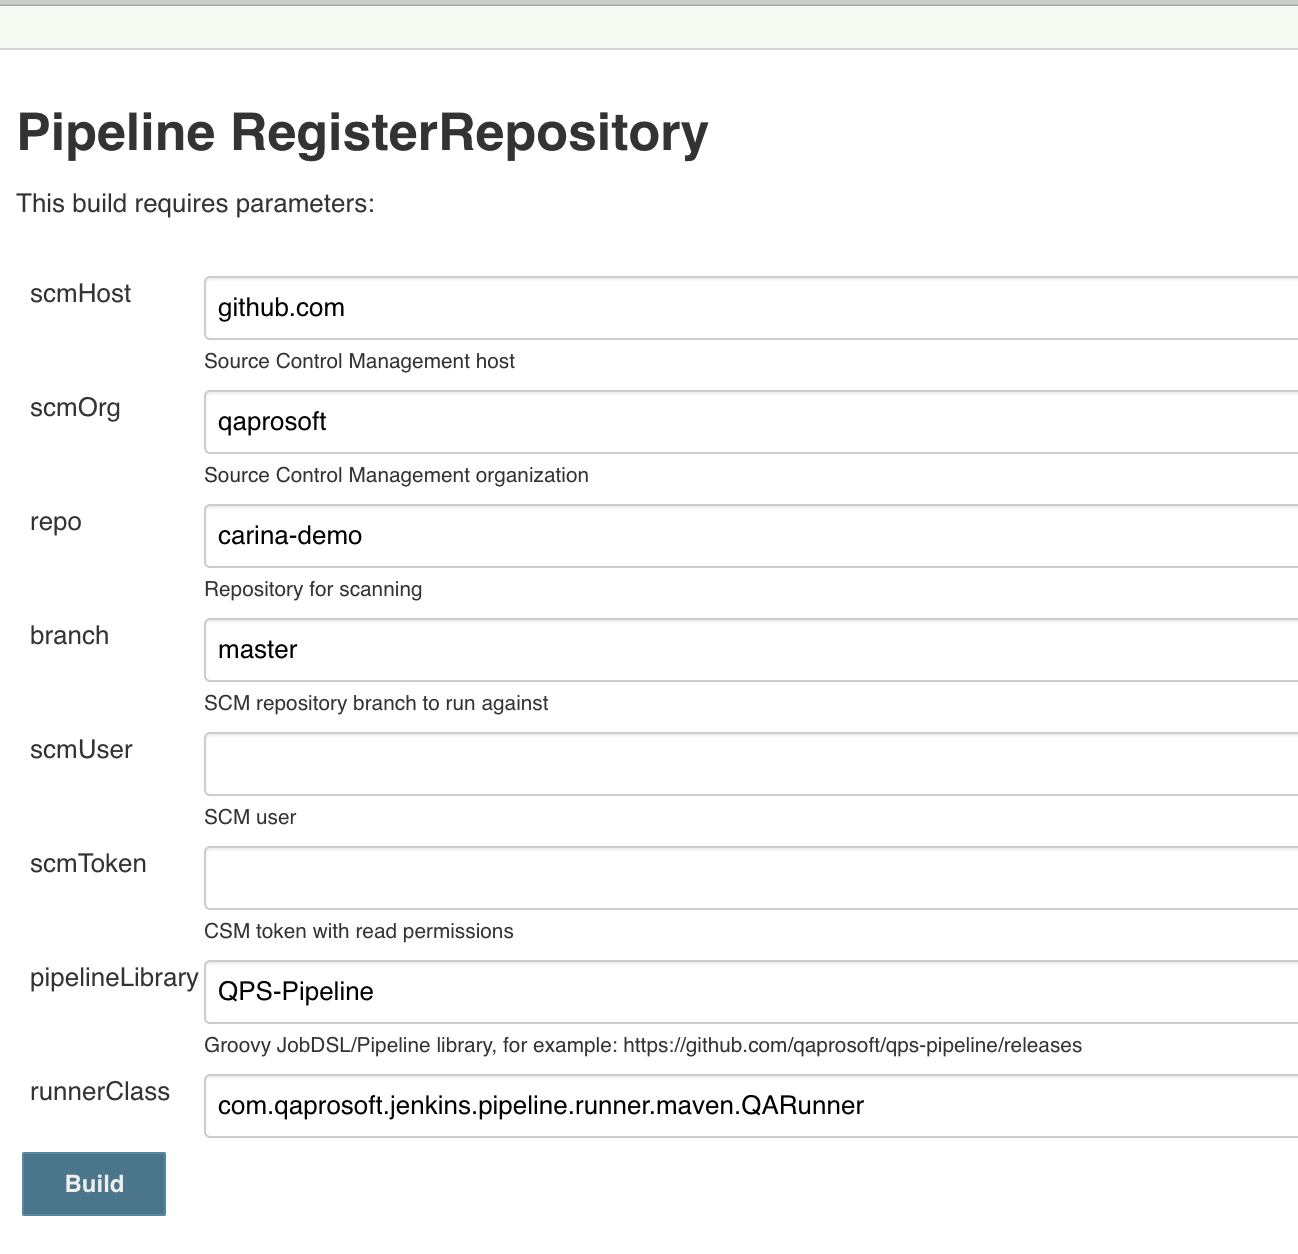 Pipeline RegisterRepository
This build requires parameters:
scmHost
github.com
Source Control Management host
scmOrg
qaprosoft
Source Control Management organization
repo
carina-demo
Repository for scanning
branch
master
SCM repository branch to run against
scmUser
SCM user
scmToken
CSM token with read permissions
pipelineLibrary
QPS-Pipeline
Groovy JobDSL/Pipeline library, for example: https://github.com/qaprosoft/qps-pipeline/releases
runnerClass
com.qaprosoft.jenkins.pipeline.runner.maven.QARunner
Build